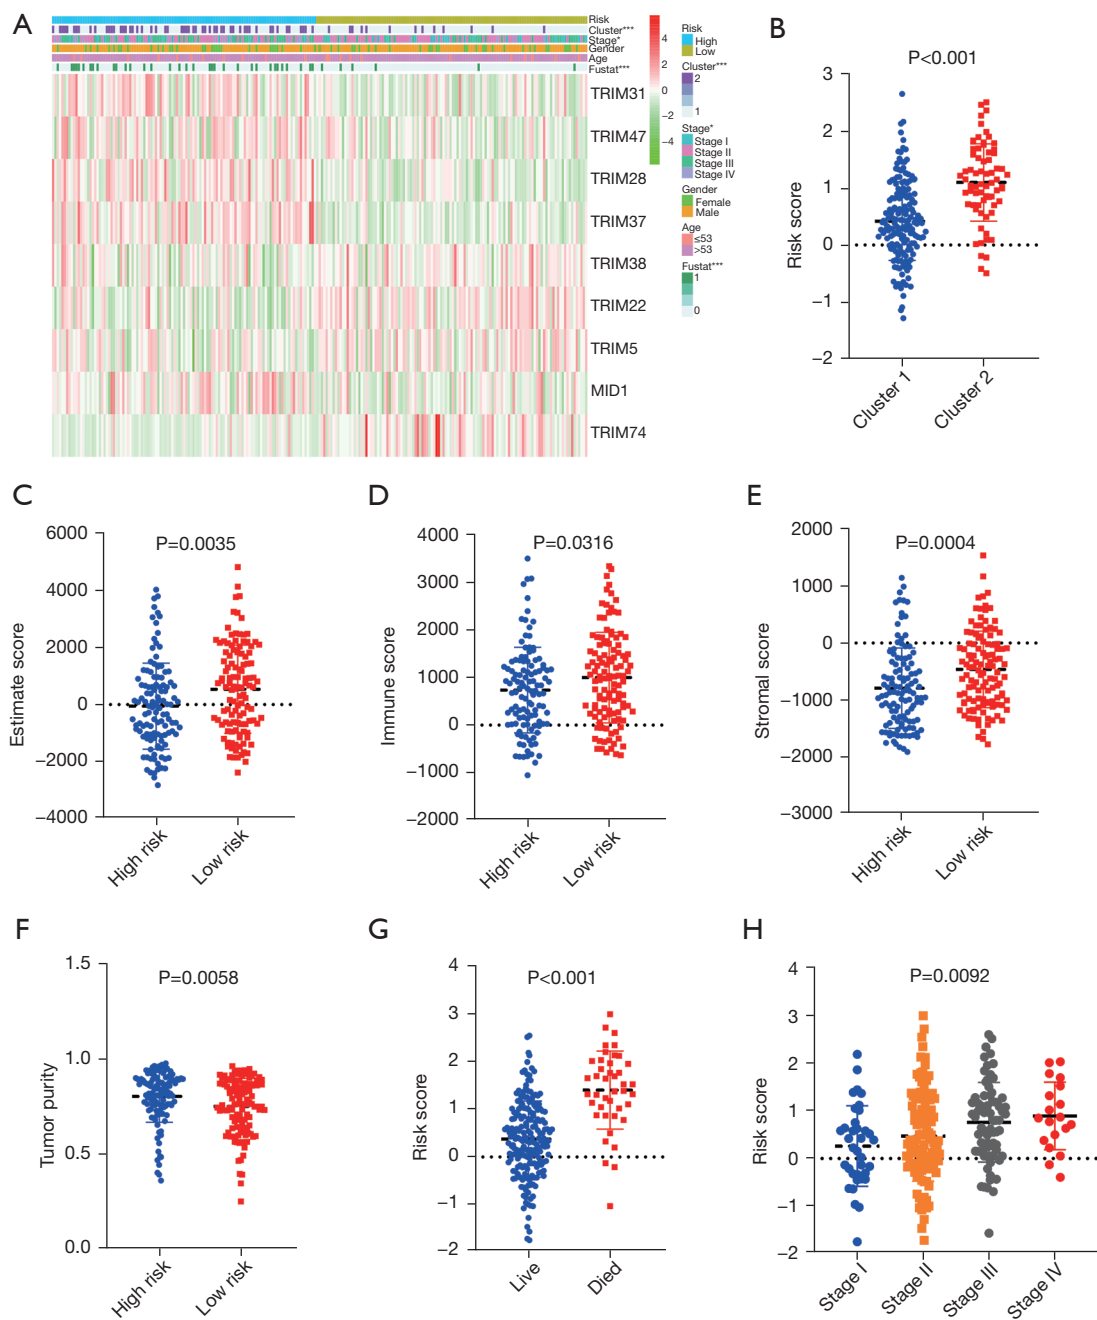 A
Risk
Cluster***
Stage*
Gender
Age
Fustat***
TRIM31
TRIM47
TRIM28
TRIM37
TRIM38
TRIM22
TRIM5
MID1
TRIM74
4
2
0
−2
−4
Risk
High
Low
Cluster***
2
1
Stage*
Stage I
Stage II
Stage III
Stage IV
Gender
Female
Male
Age
≤53
>53
Fustat***
1
0
B
P<0.001
Risk score
3
2
1
0
−1
−2
Cluster 1
Cluster 2
C
P=0.0035
Estimate score
6000
4000
2000
0
−2000
−4000
High risk
Low risk
D
P=0.0316
Immune score
4000
3000
2000
1000
0
−1000
−2000
High risk
Low risk
E
P=0.0004
Stromal score
2000
1000
0
−1000
−2000
−3000
High risk
Low risk
F
P=0.0058
Tumor purity
1.5
1.0
0.5
0.0
High risk
Low risk
G
P<0.001
Risk score
4
3
2
1
0
−1
−2
Live
Died
H
P=0.0092
Risk score
4
3
2
1
0
−1
−2
Stage I
Stage II
Stage III
Stage IV